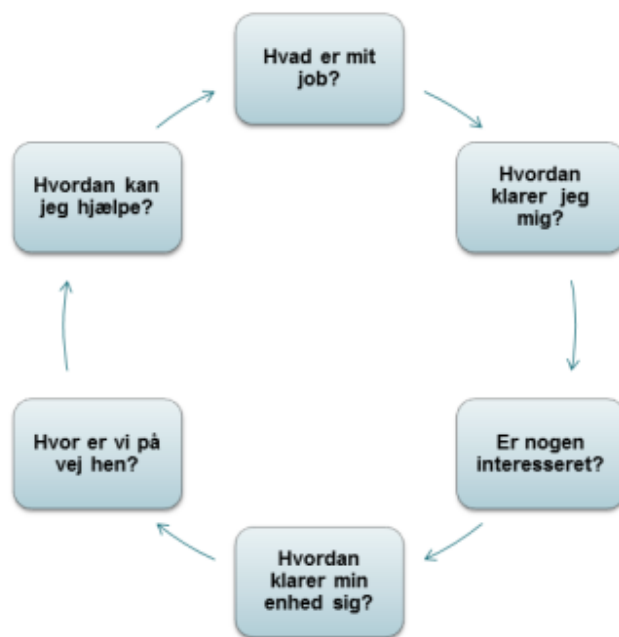 Hvad er mit
job?
Hvordan
klarer jeg
mig?
Er nogen
interesseret?
Hvordan
klarer min
enhed sig?
Hvor er vi på
vej hen?
Hvordan kan
jeg hjælpe?